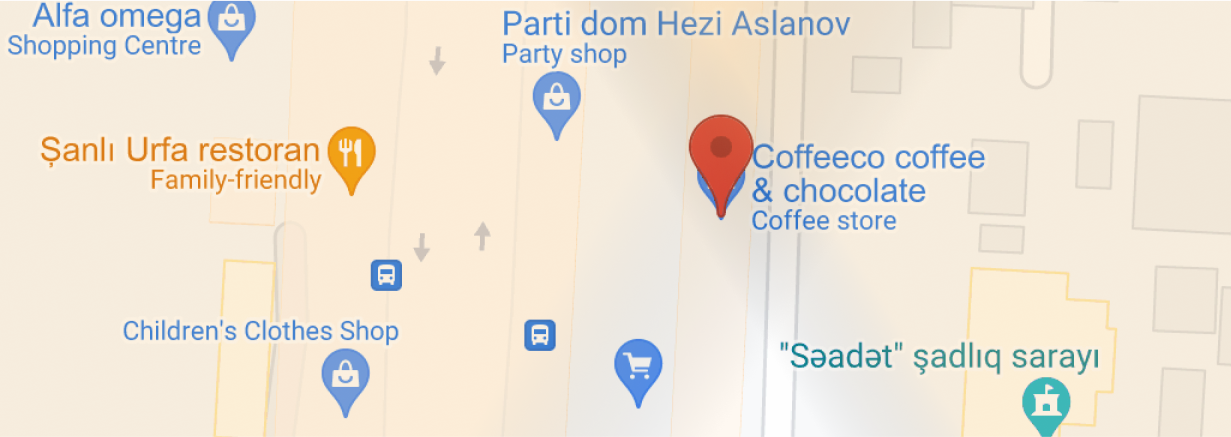 Alfa omega
Shopping Centre
Parti dom Hezi Aslanov
Party shop
Şanlı Urfa restoran
Family-friendly
Coffeeco coffee
& chocolate
Coffee store
Children's Clothes Shop
"Səadət" şadlıq sarayı